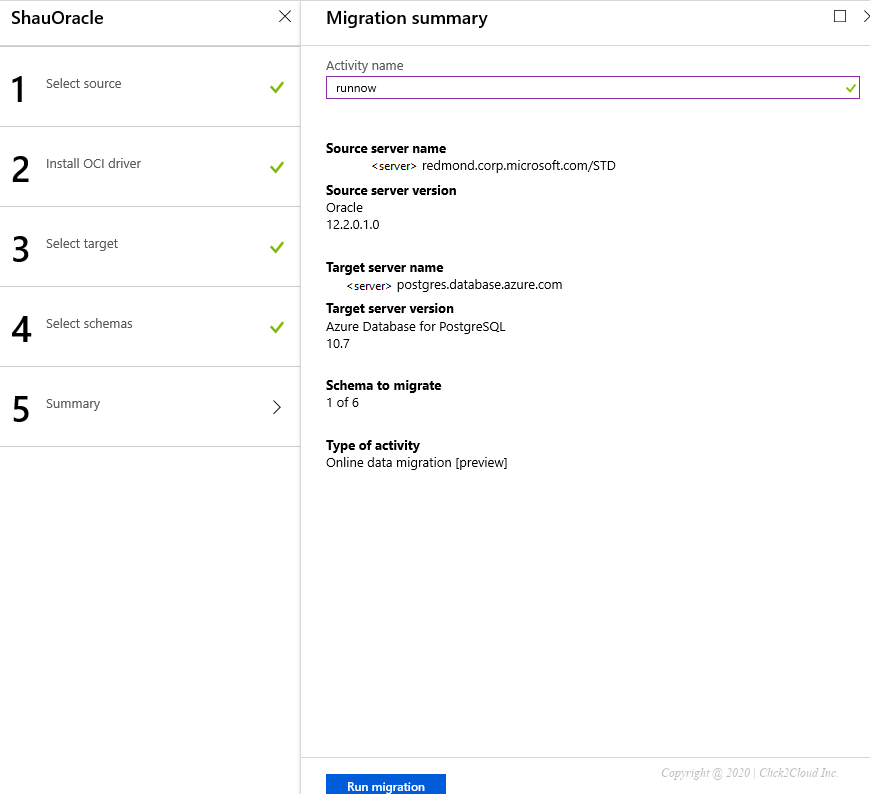 ShauOracle
1
Select source
2
Install OCI driver
3
Select target
4
Select schemas
5
Summary
Migration summary
Activity name
runnow
Source server name
<server> redmond.corp.microsoft.com/STD
Source server version
Oracle
12.2.0.1.0
Target server name
<server> postgres.database.azure.com
Target server version
Azure Database for PostgreSQL
10.7
Schema to migrate
1 of 6
Type of activity
Online data migration [preview]
Copyright @ 2020 | Click2Cloud Inc.
Run migration